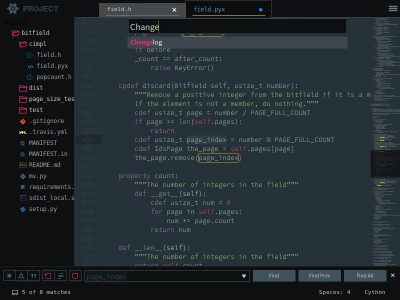 PROJECT
field.h
field.pyx
Change
Changelog
bitfield
cimpl
field.h
field.pyx
popcount.h
dist
page_size_tes
test
.gitignore
.travis.yml
MANIFEST
MANIFEST.in
README.md
mv.py
requirements.
sdist_local.s
setup.py
if before
_count == after_count:
raise KeyError()
cpdef discard(Bitfield self, usize_t number):
"""Remove a positive integer from the bitfield if it is a m
If the element is not a member, do nothing."""
cdef usize_t page = number / PAGE_FULL_COUNT
if page >= len(self.pages):
return
cdef usize_t page_index = number % PAGE_FULL_COUNT
cdef IdsPage the_page = self.pages[page]
the_page.remove(page_index)
property count:
"""The number of integers in the field"""
def __get__(self):
cdef usize_t num = 0
for page in self.pages:
num += page.count
return num
def __len__(self):
"""The number of integers in the field"""
page_index
Find
Find Prev
Find All
5 of 8 matches
Spaces: 4
Cython